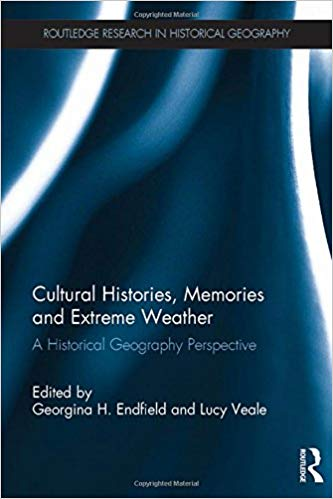 ROUTLEDGE RESEARCH IN HISTORICAL GEOGRAPHY
Cultural Histories, Memories
and Extreme Weather
A Historical Geography Perspective
Edited by
Georgina H. Endfield and Lucy Veale
ROUTLEDGE